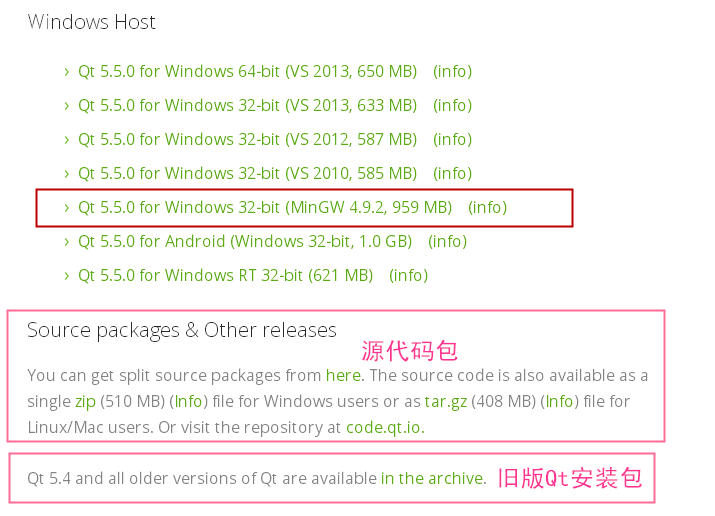 Windows Host
› Qt 5.5.0 for Windows 64-bit (VS 2013, 650 MB) (info)
› Qt 5.5.0 for Windows 32-bit (VS 2013, 633 MB) (info)
› Qt 5.5.0 for Windows 32-bit (VS 2012, 587 MB) (info)
› Qt 5.5.0 for Windows 32-bit (VS 2010, 585 MB) (info)
› Qt 5.5.0 for Windows 32-bit (MinGW 4.9.2, 959 MB) (info)
› Qt 5.5.0 for Android (Windows 32-bit, 1.0 GB) (info)
› Qt 5.5.0 for Windows RT 32-bit (621 MB) (info)
Source packages & Other releases
源代码包
You can get split source packages from here. The source code is also available as a
single zip (510 MB) (Info) file for Windows users or as tar.gz (408 MB) (Info) file for
Linux/Mac users. Or visit the repository at code.qt.io.
Qt 5.4 and all older versions of Qt are available in the archive. 旧版Qt安装包